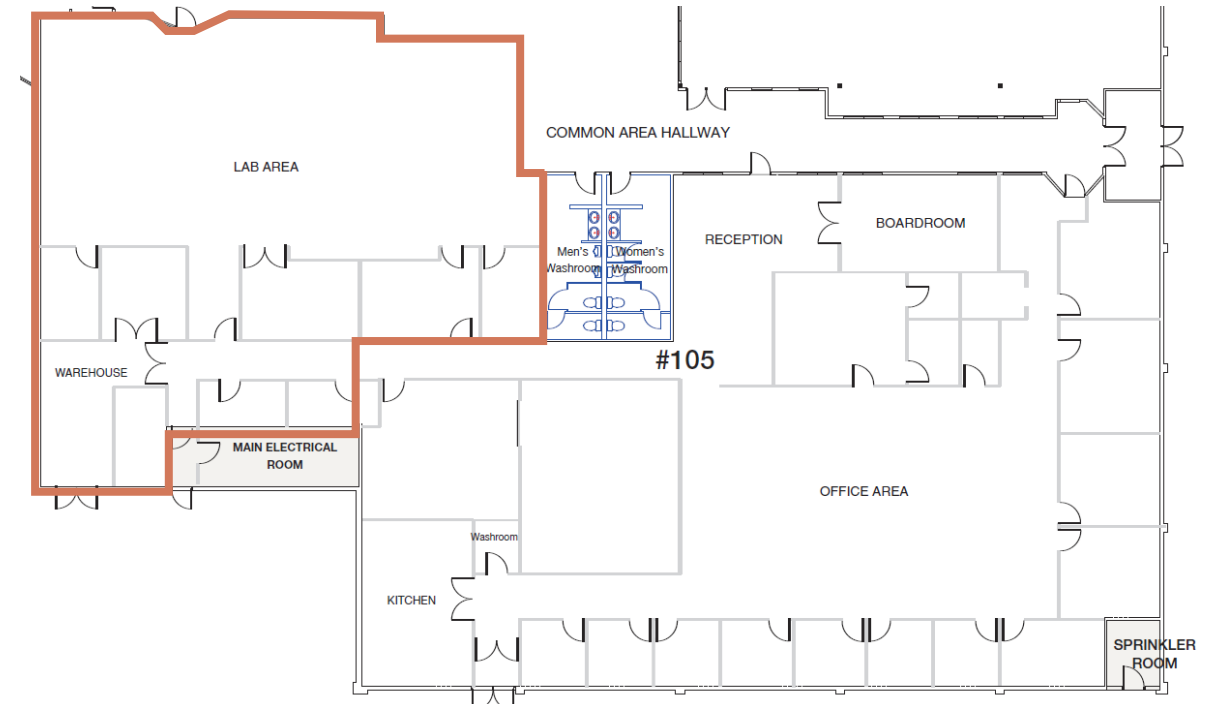 COMMON AREA HALLWAY
LAB AREA
BOARDROOM
RECEPTION
Men's
Washroom
Women's
Washroom
#105
WAREHOUSE
MAIN ELECTRICAL
ROOM
OFFICE AREA
Washroom
KITCHEN
SPRINKLER
ROOM